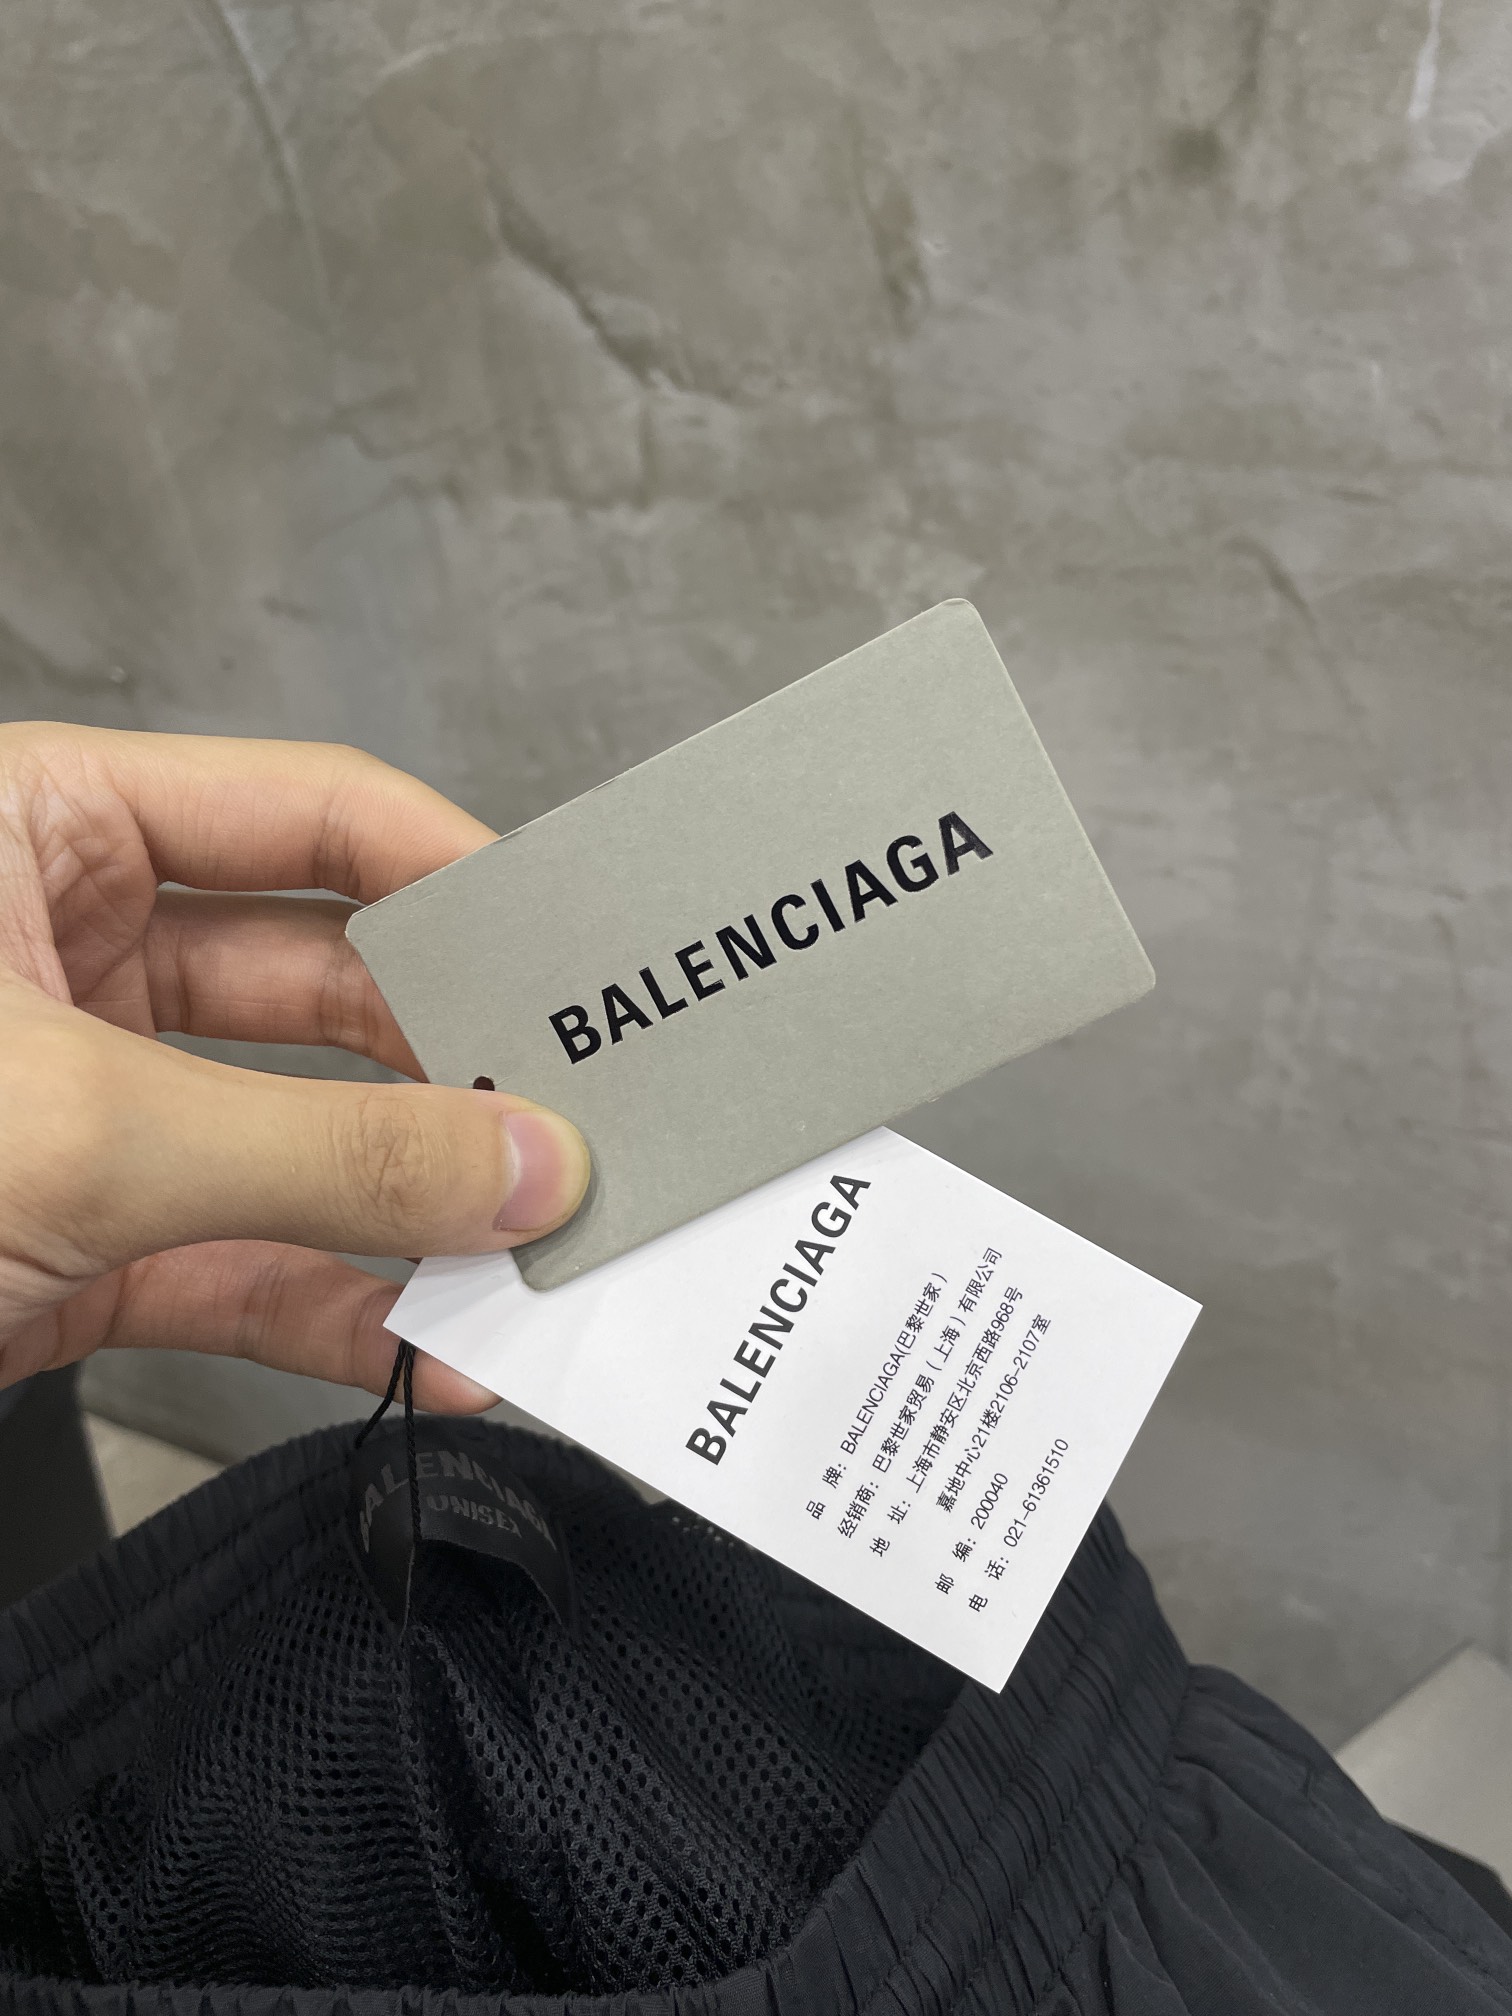 BALENCIAGA
BALENCIAGA
品 牌: BALENCIAGA(巴黎世家)
经销商: 巴黎世家贸易(上海)有限公司
地 址: 上海市静安区北京西路968号
嘉地中心21楼2106-2107室
邮 编: 200040
电 话: 021-61361510
BALENCIAGA
UNISEX